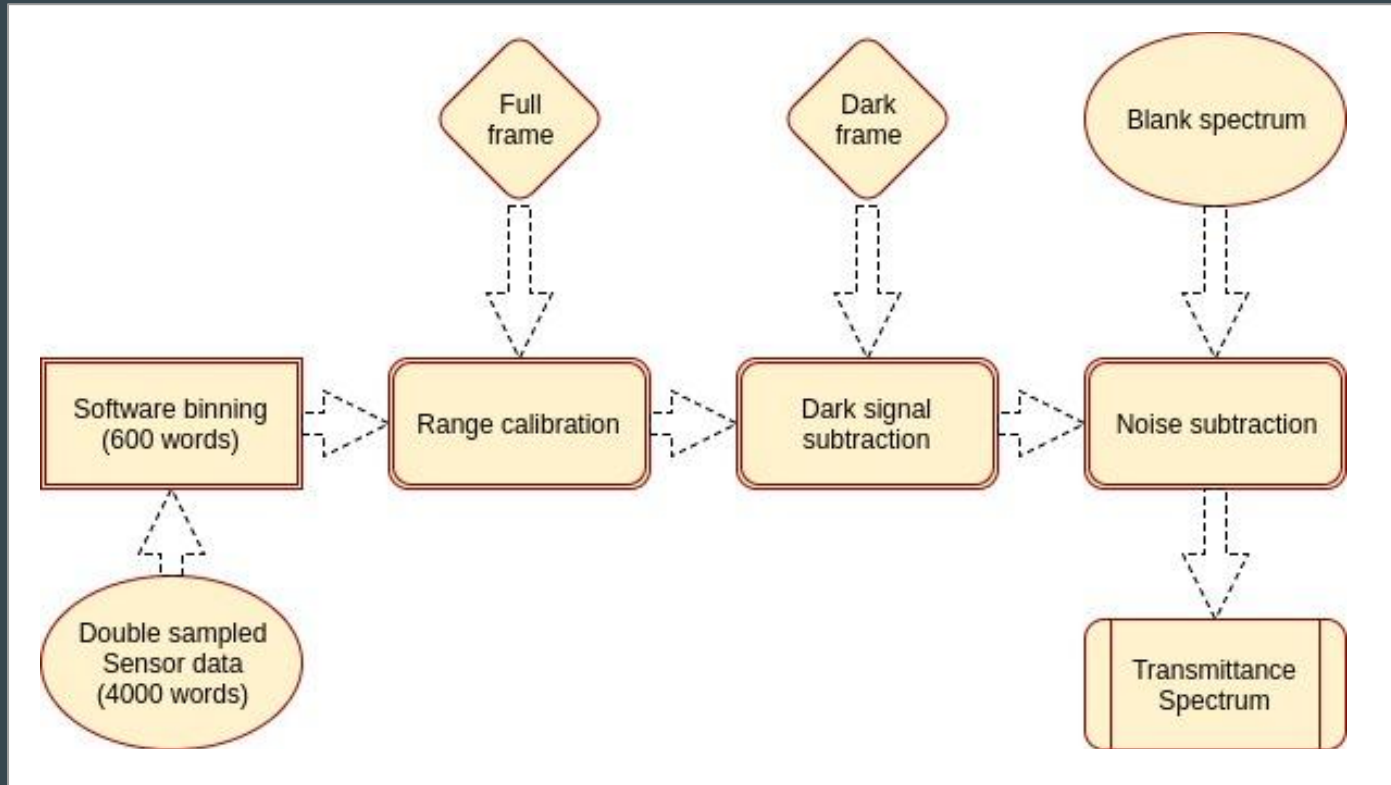 Full
frame
Dark
frame
Blank spectrum
Software binning
(600 words)
Range calibration
Dark signal
subtraction
Noise subtraction
Double sampled
Sensor data
(4000 words)
Transmittance
Spectrum